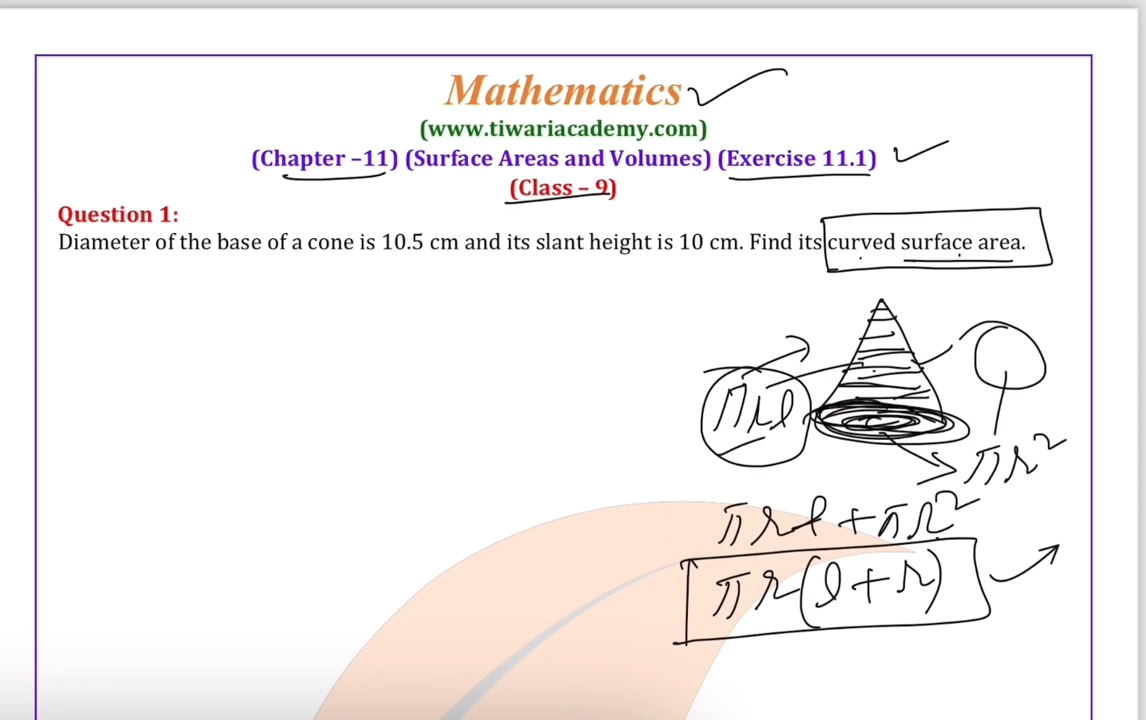 Mathematics
(www.tiwariacademy.com)
(Chapter –11) (Surface Areas and Volumes) (Exercise 11.1)
(Class – 9)
Question 1:
Diameter of the base of a cone is 10.5 cm and its slant height is 10 cm. Find its curved surface area.
πrl
πr²
πrl + πr²
πr(l+r)